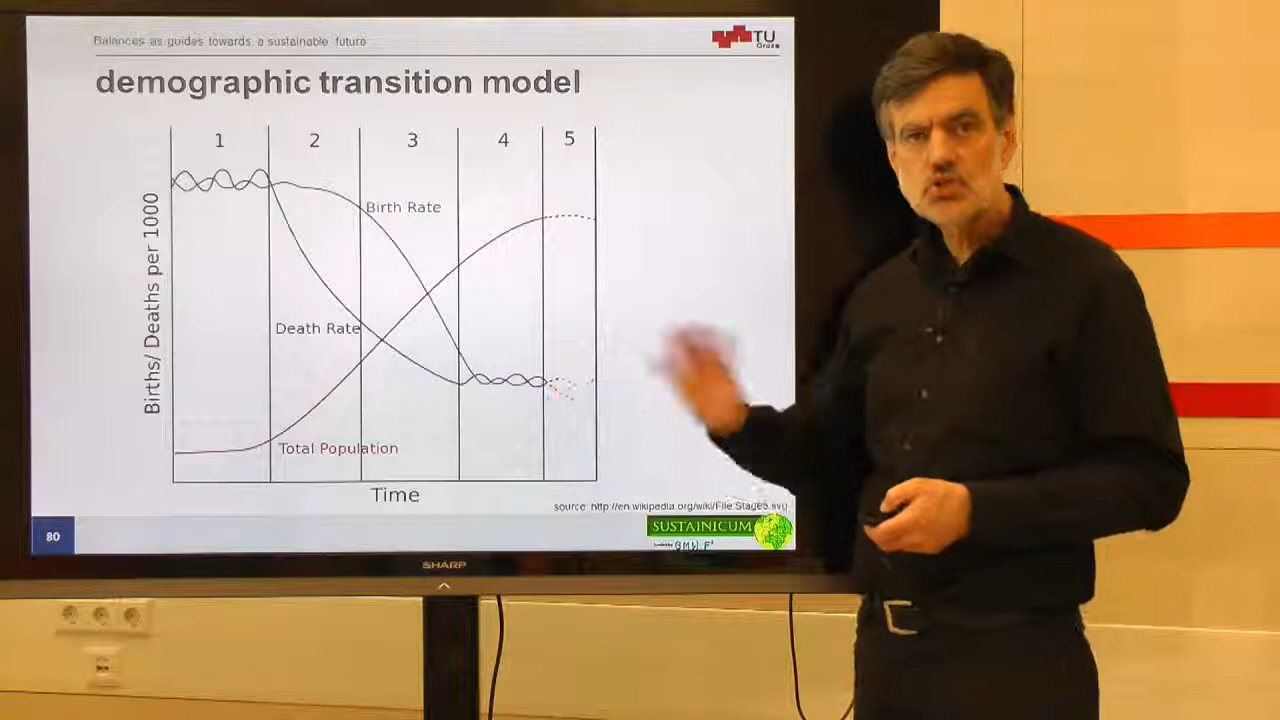 Balances as guides towards a sustainable future
TU
Graz
demographic transition model
1 2 3 4 5
Birth Rate
Death Rate
Total Population
Births/ Deaths per 1000
Time
source: http://en.wikipedia.org/wiki/File:Stage5.svg
80
SUSTAINICUM
SHARP